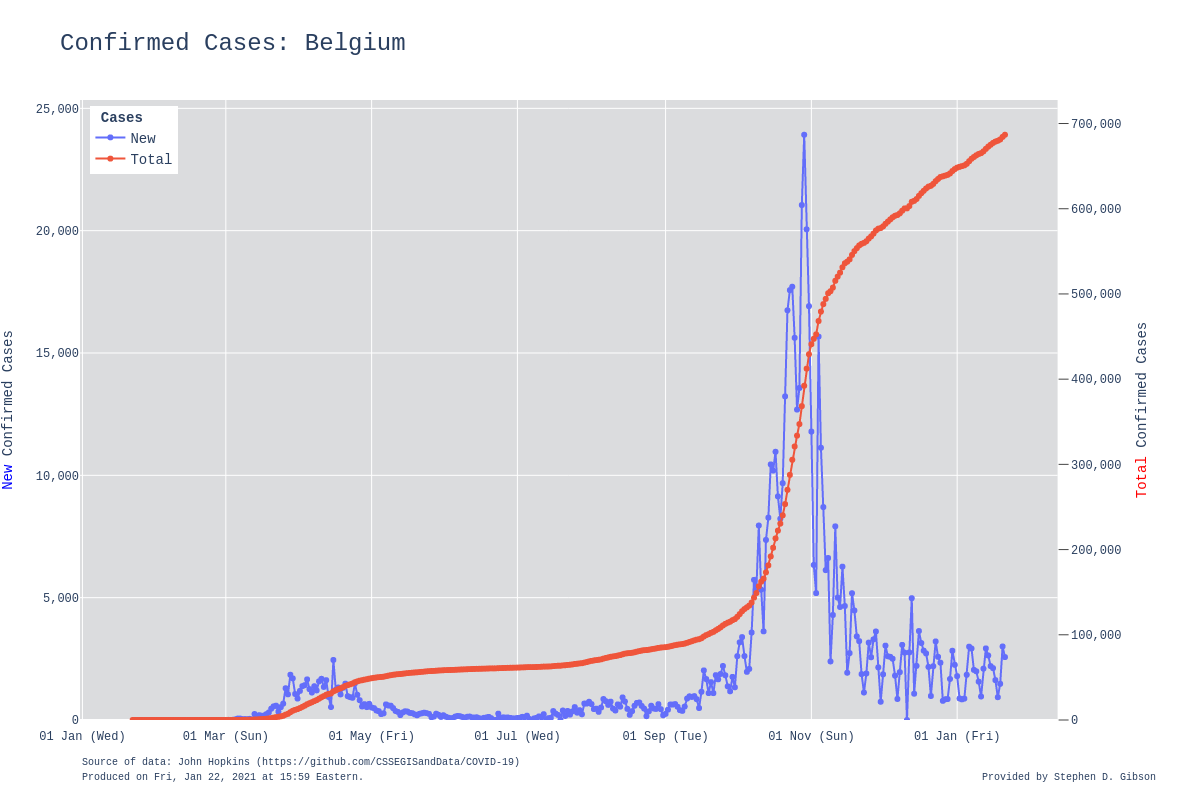 Confirmed Cases: Belgium
Cases
New
Total
25,000
20,000
15,000
10,000
5,000
0
New Confirmed Cases
700,000
600,000
500,000
400,000
300,000
200,000
100,000
0
Total Confirmed Cases
01 Jan (Wed)
01 Mar (Sun)
01 May (Fri)
01 Jul (Wed)
01 Sep (Tue)
01 Nov (Sun)
01 Jan (Fri)
Source of data: John Hopkins (https://github.com/CSSEGISandData/COVID-19)
Produced on Fri, Jan 22, 2021 at 15:59 Eastern.
Provided by Stephen D. Gibson